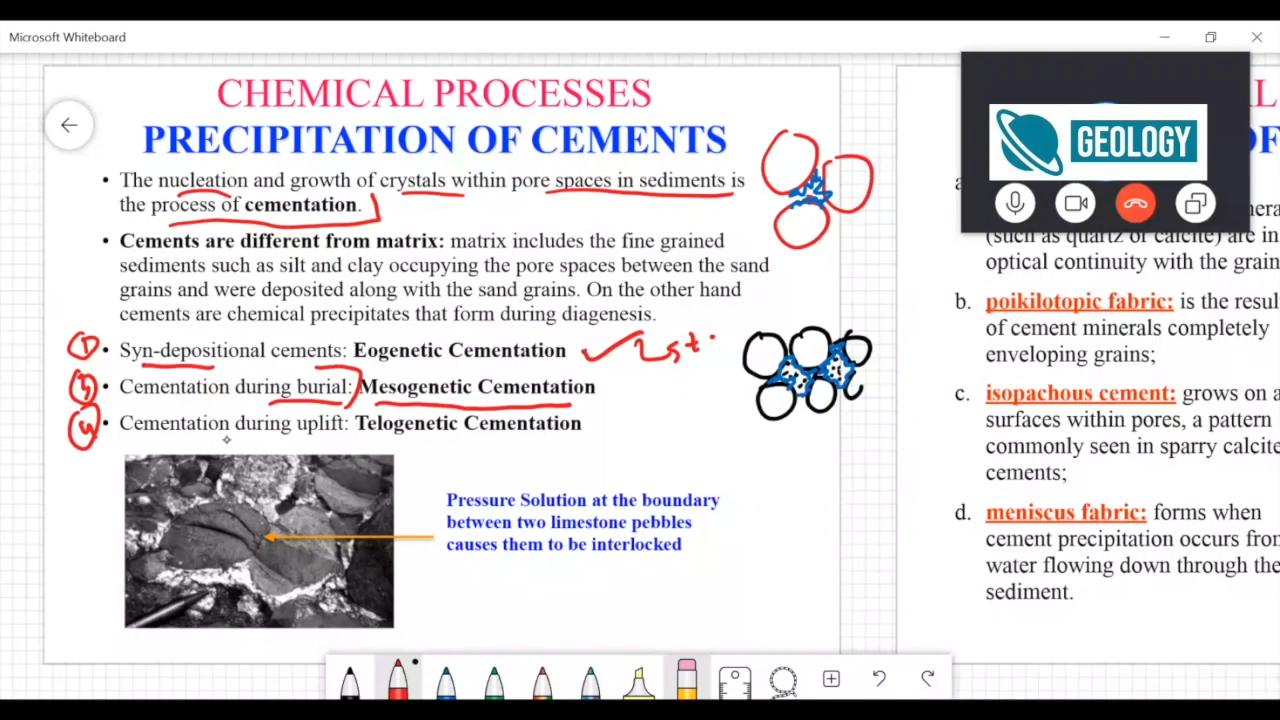 Microsoft Whiteboard
CHEMICAL PROCESSES
PRECIPITATION OF CEMENTS
• The nucleation and growth of crystals within pore spaces in sediments is
the process of cementation.
• Cements are different from matrix: matrix includes the fine grained
sediments such as silt and clay occupying the pore spaces between the sand
grains and were deposited along with the sand grains. On the other hand
cements are chemical precipitates that form during diagenesis.
• Syn-depositional cements: Eogenetic Cementation
• Cementation during burial: Mesogenetic Cementation
• Cementation during uplift: Telogenetic Cementation
Pressure Solution at the boundary
between two limestone pebbles
causes them to be interlocked
GEOLOGY
a.
(such as quartz or calcite) are in
optical continuity with the grain
b. poikilotopic fabric: is the resul
of cement minerals completely
enveloping grains;
c. isopachous cement: grows on a
surfaces within pores, a pattern
commonly seen in sparry calcite
cements;
d. meniscus fabric: forms when
cement precipitation occurs from
water flowing down through the
sediment.